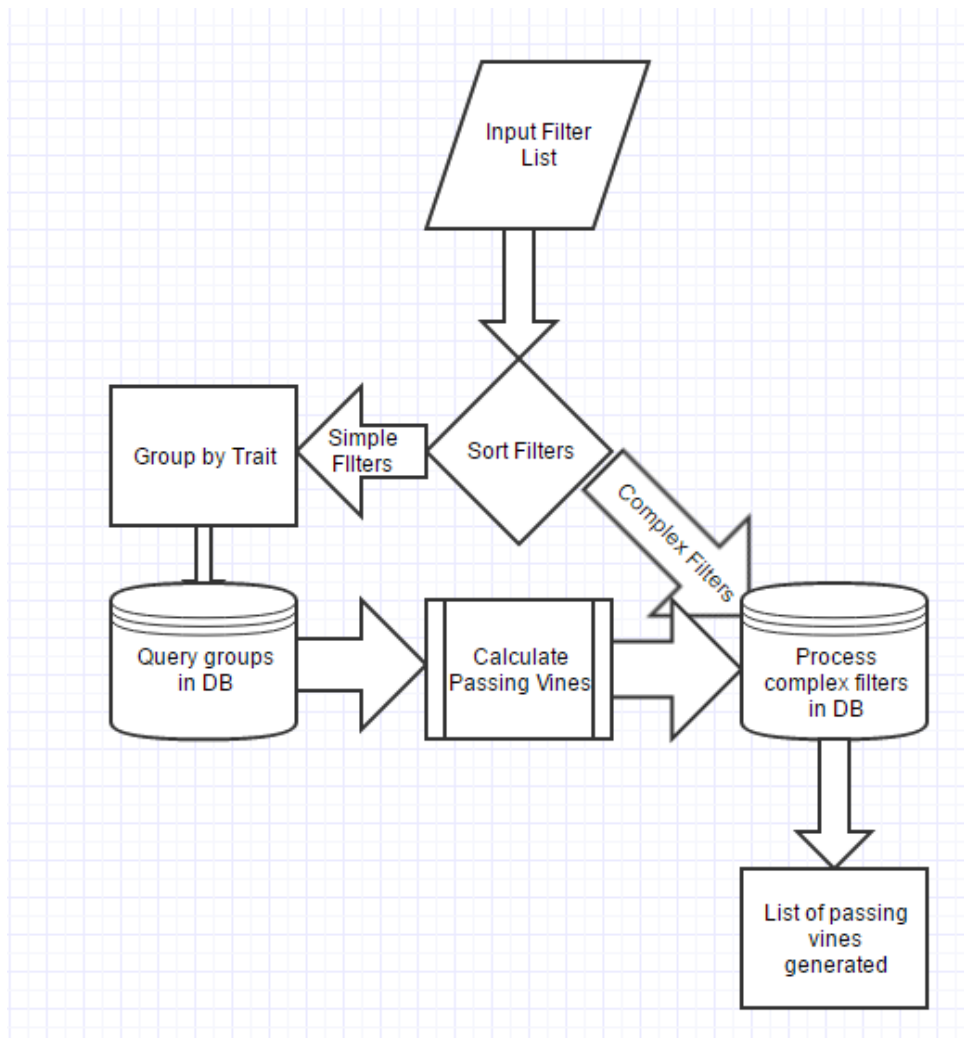 Input Filter
List
Sort Filters
Simple
FIlters
Group by Trait
Complex Filters
Query groups
in DB
Calculate
Passing Vines
Process
complex filters
in DB
List of passing
vines
generated